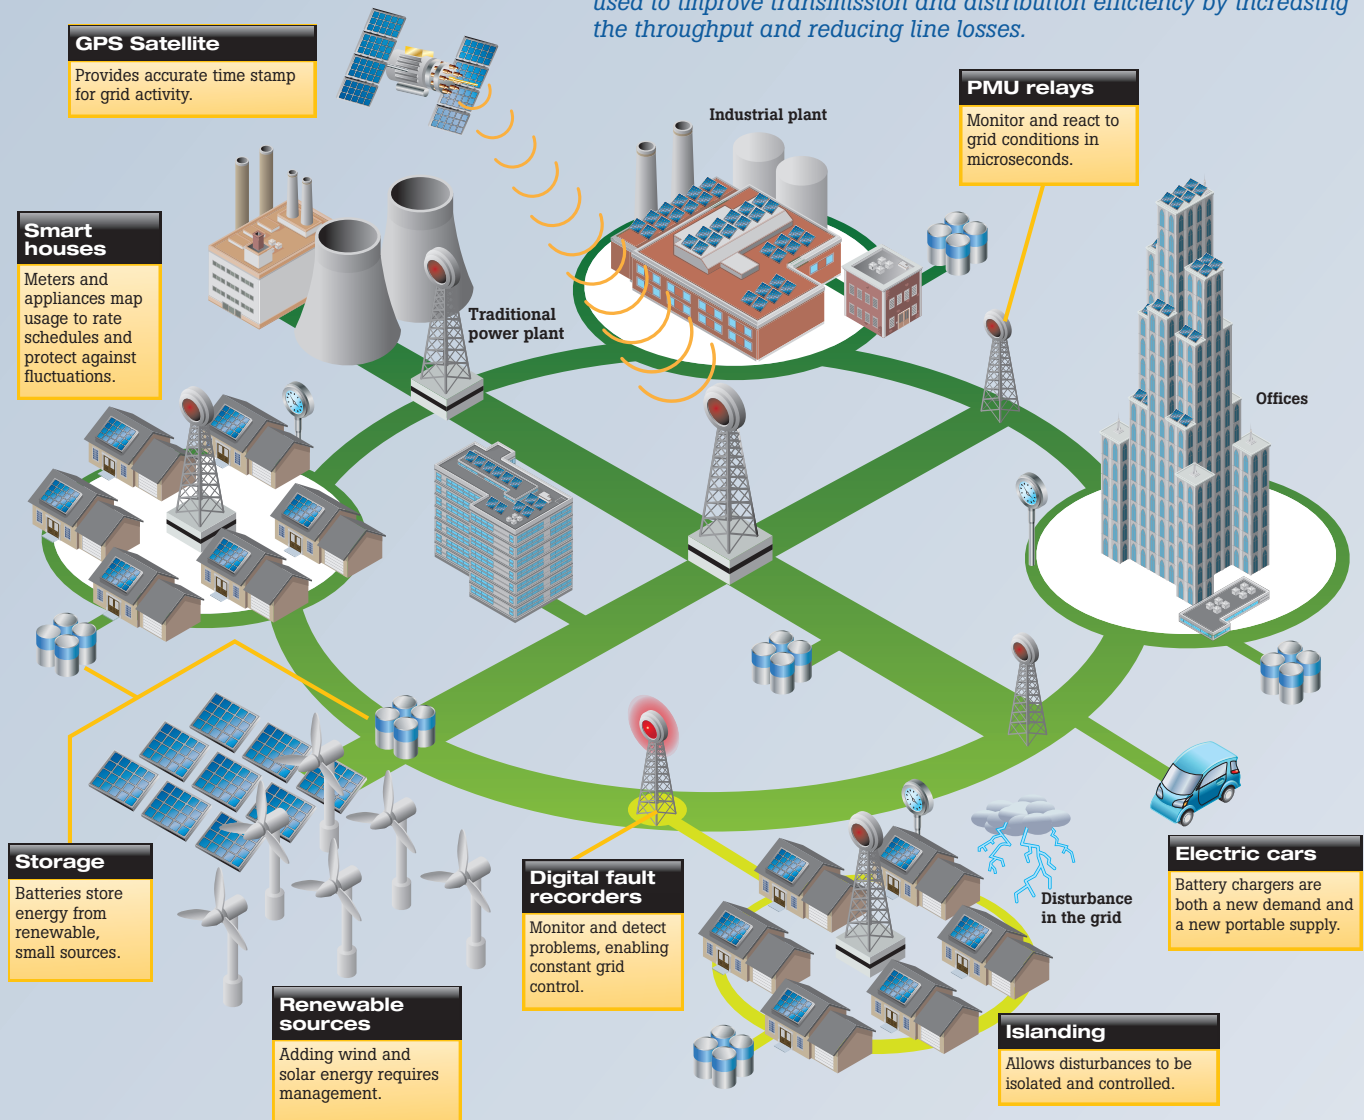 used to improve transmission and distribution efficiency by increasing
the throughput and reducing line losses.
GPS Satellite
Provides accurate time stamp
for grid activity.
PMU relays
Monitor and react to
grid conditions in
microseconds.
Industrial plant
Smart
houses
Meters and
appliances map
usage to rate
schedules and
protect against
fluctuations.
Traditional
power plant
Offices
Storage
Batteries store
energy from
renewable,
small sources.
Digital fault
recorders
Monitor and detect
problems, enabling
constant grid
control.
Disturbance
in the grid
Electric cars
Battery chargers are
both a new demand and
a new portable supply.
Renewable
sources
Adding wind and
solar energy requires
management.
Islanding
Allows disturbances to be
isolated and controlled.